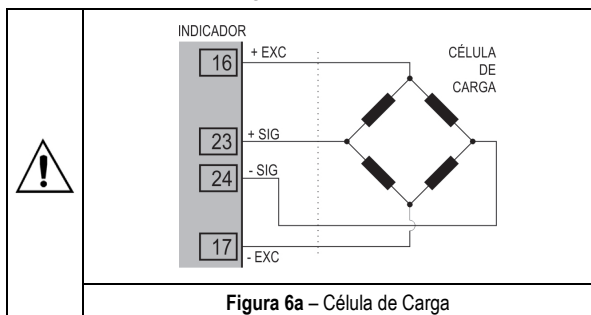 INDICADOR
16
+ EXC
CÉLULA
DE
CARGA
23
+ SIG
24
- SIG
17
- EXC
Figura 6a – Célula de Carga